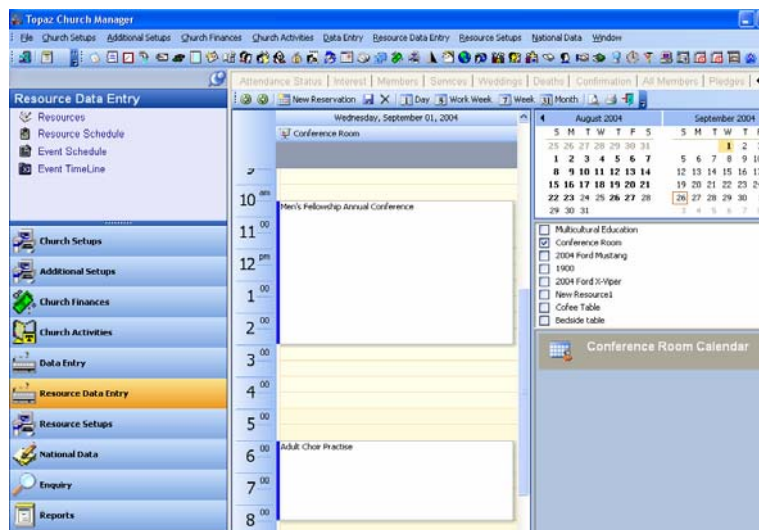 Topaz Church Manager
File Church Setups Additional Setups Church Finances Church Activities Data Entry Resource Data Entry Resource Setups National Data Window
Attendance Status | Interest | Members | Services | Weddings | Deaths | Confirmation | All Members | Pledges
Resource Data Entry
Resources
Resource Schedule
Event Schedule
Event TimeLine
Church Setups
Additional Setups
Church Finances
Church Activities
Data Entry
Resource Data Entry
Resource Setups
National Data
Enquiry
Reports
New Reservation 1 Day 5 Work Week 7 Week 31 Month
Wednesday, September 01, 2004
Conference Room
10 am
11 00
12 pm
1 00
2 00
3 00
4 00
5 00
6 00
7 00
8 00
Men's Fellowship Annual Conference
Adult Choir Practise
August 2004
S M T W T F S
25 26 27 28 29 30 31
1 2 3 4 5 6 7
8 9 10 11 12 13 14
15 16 17 18 19 20 21
22 23 24 25 26 27 28
29 30 31
September 2004
S M T W T F
1 2
5 6 7 8 9
12 13 14 15 16
19 20 21 22 23
26 27 28 29 30
3 4 5 6 7
Multicultural Education
Conference Room
2004 Ford Mustang
1900
2004 Ford X-Viper
New Resource1
Cofee Table
Bedside table
Conference Room Calendar